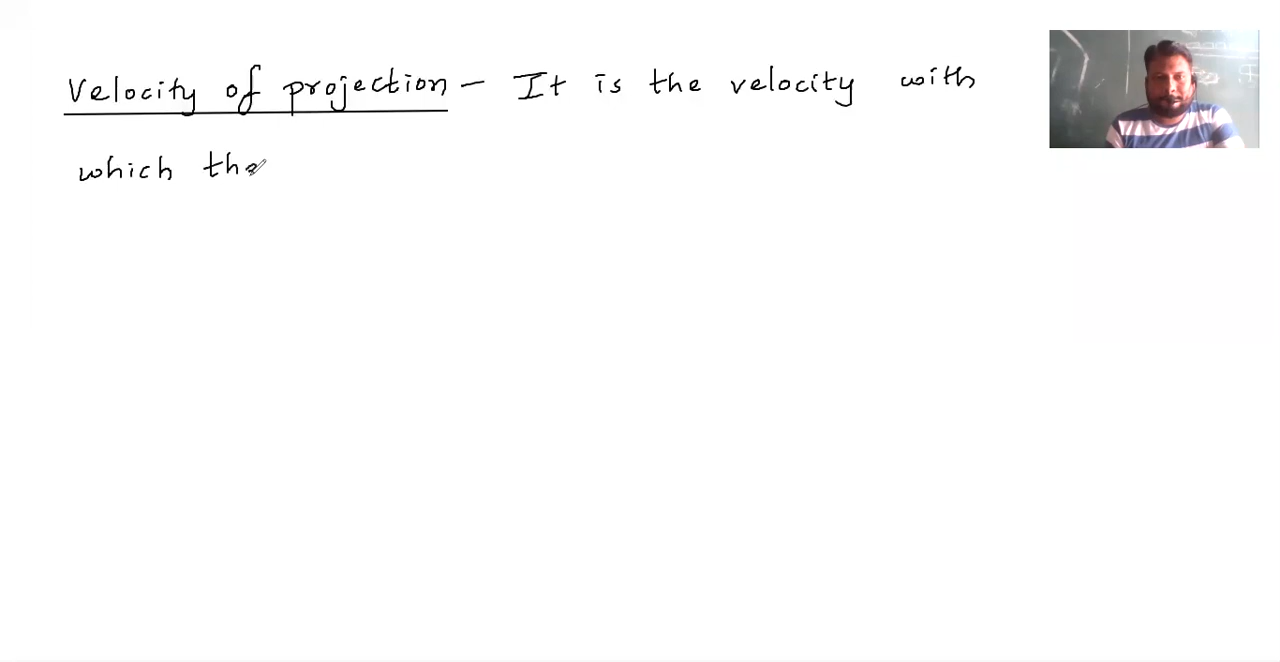 Velocity of projection – It is the velocity with
which the